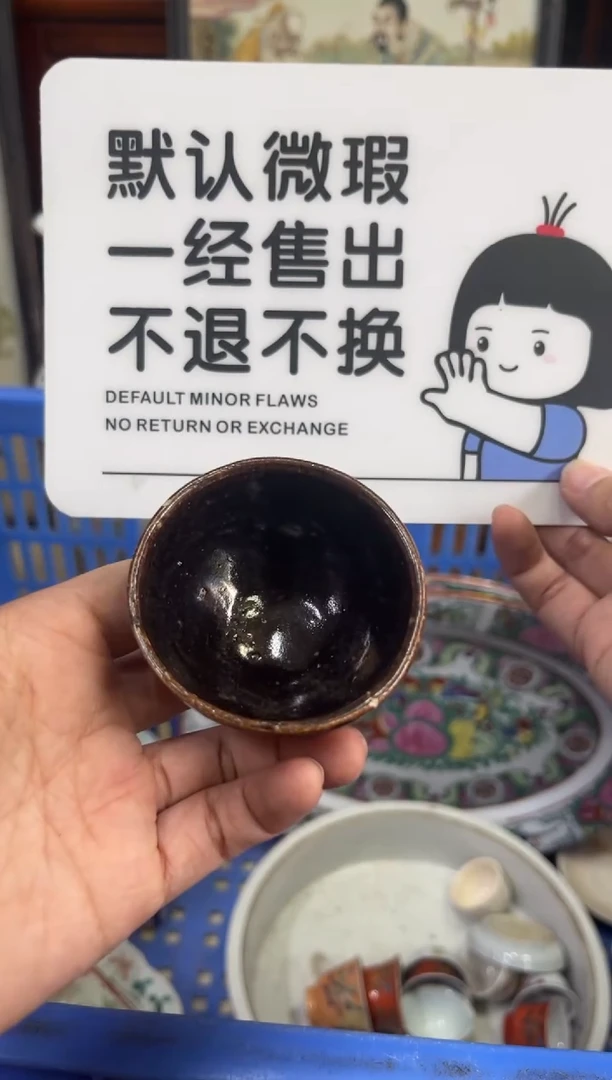 默认微瑕
一经售出
不退不换
DEFAULT MINOR FLAWS
NO RETURN OR EXCHANGE